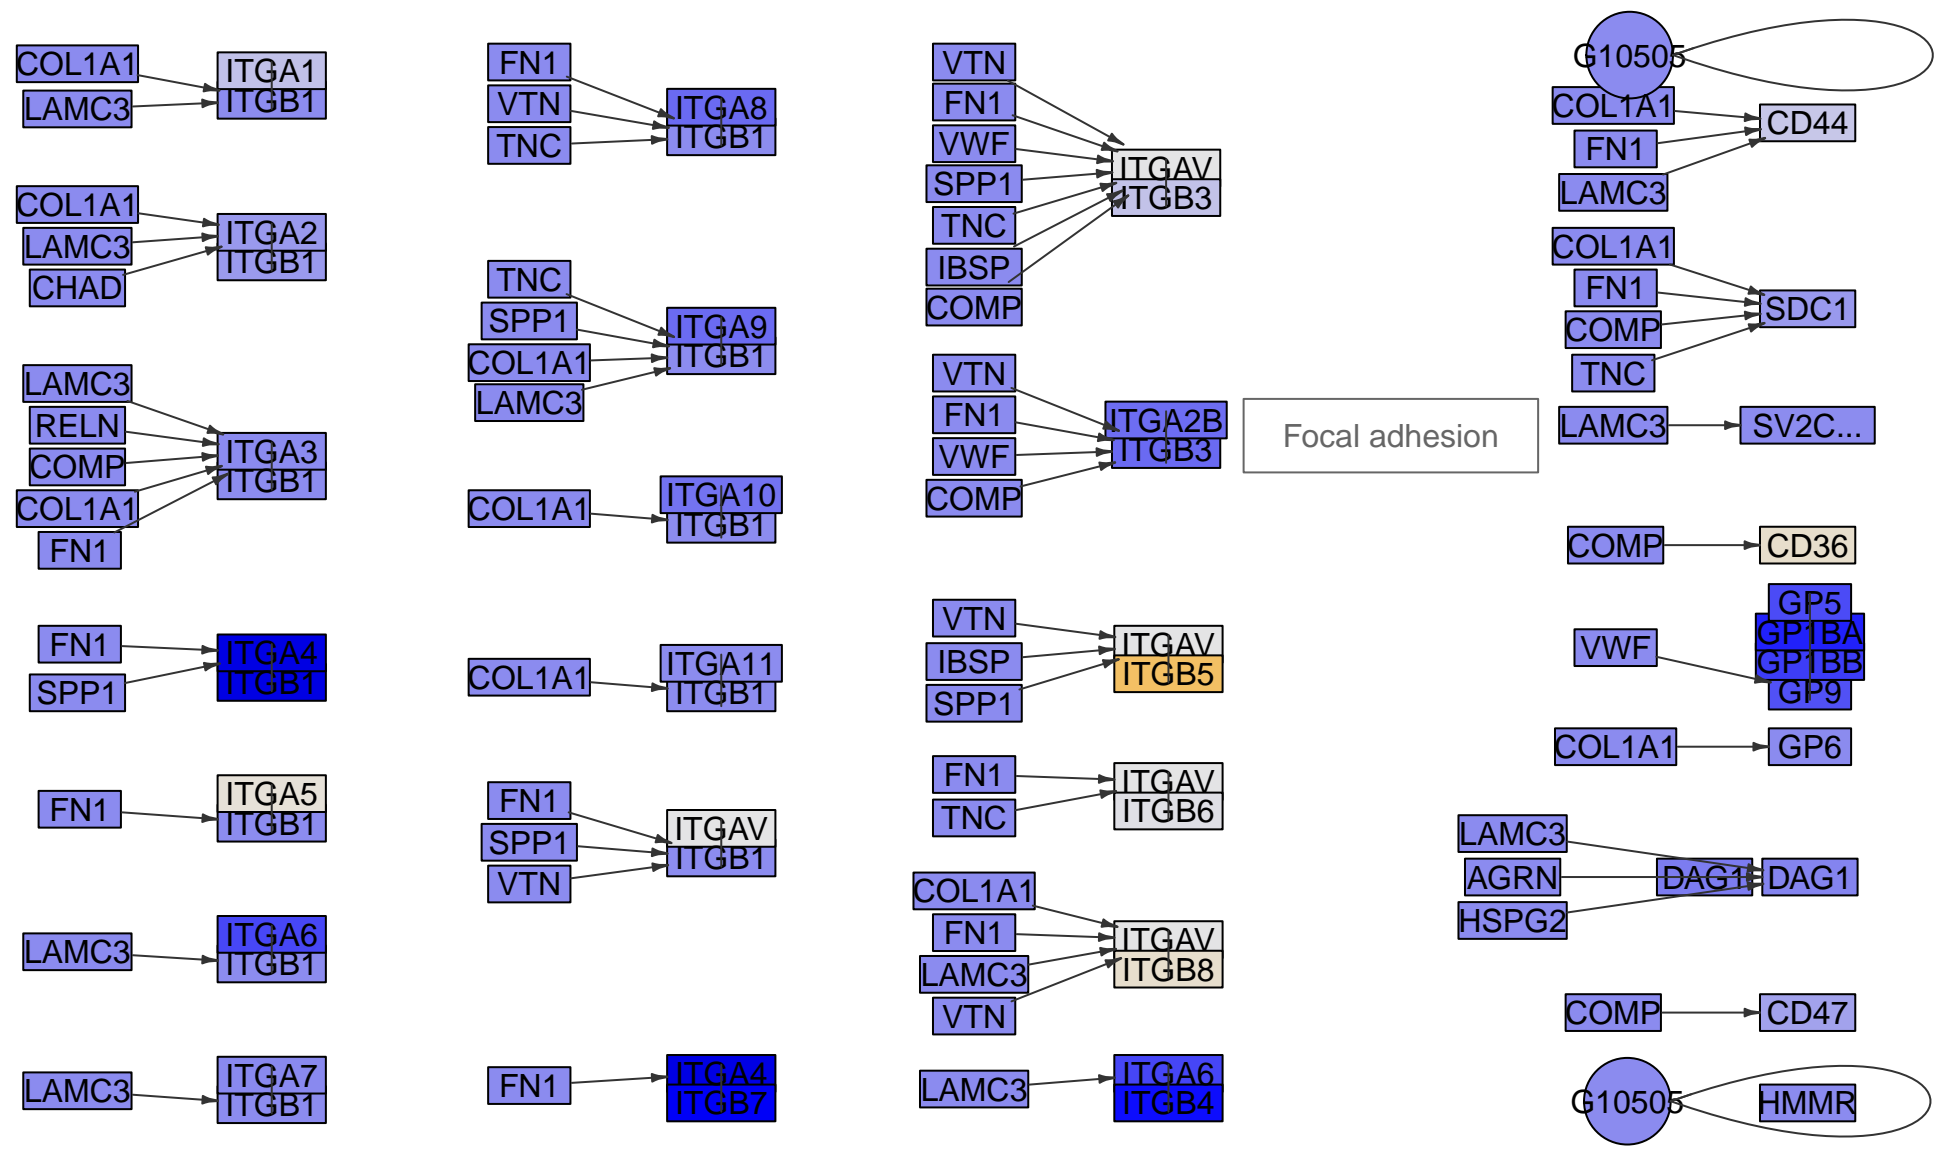 COL1A1
LAMC3
ITGA1
ITGB1
COL1A1
LAMC3
CHAD
ITGA2
ITGB1
LAMC3
RELN
COMP
COL1A1
FN1
ITGA3
ITGB1
FN1
SPP1
ITGA4
ITGB1
FN1
ITGA5
ITGB1
LAMC3
ITGA6
ITGB1
LAMC3
ITGA7
ITGB1
FN1
VTN
TNC
ITGA8
ITGB1
TNC
SPP1
COL1A1
LAMC3
ITGA9
ITGB1
COL1A1
ITGA10
ITGB1
COL1A1
ITGA11
ITGB1
FN1
SPP1
VTN
ITGAV
ITGB1
FN1
ITGA4
ITGB7
VTN
FN1
VWF
SPP1
TNC
IBSP
COMP
ITGAV
ITGB3
VTN
FN1
VWF
COMP
ITGA2B
ITGB3
Focal adhesion
VTN
IBSP
SPP1
ITGAV
ITGB5
FN1
TNC
ITGAV
ITGB6
COL1A1
FN1
LAMC3
VTN
ITGAV
ITGB8
LAMC3
ITGA6
ITGB4
G10505
COL1A1
FN1
LAMC3
CD44
COL1A1
FN1
COMP
TNC
SDC1
LAMC3
SV2C...
COMP
CD36
VWF
GP5
GP1BA
GP1BB
GP9
COL1A1
GP6
LAMC3
AGRN
HSPG2
DAG1
DAG1
COMP
CD47
G10505
HMMR